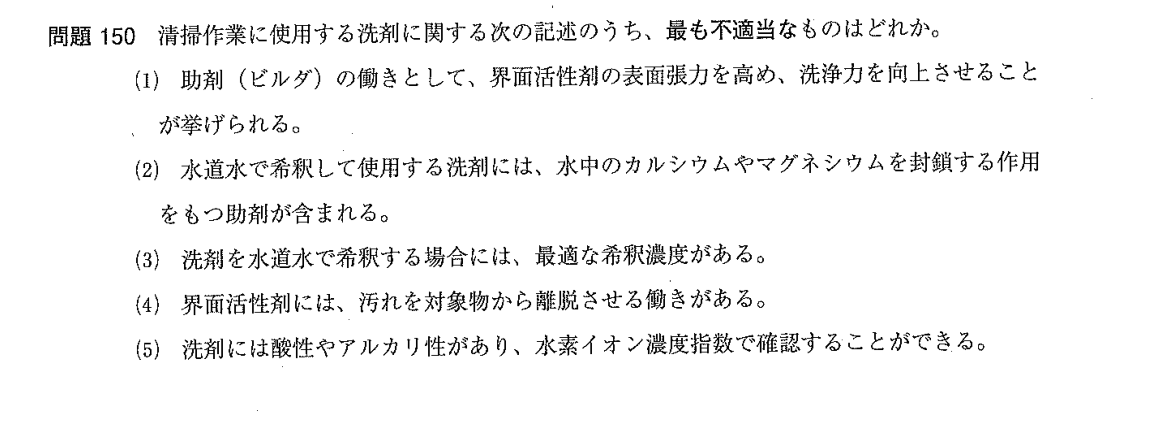 問題 150 清掃作業に使用する洗剤に関する次の記述のうち、最も不適当なものはどれか。
(1) 助剤（ビルダ）の働きとして、界面活性剤の表面張力を高め、洗浄力を向上させること
が挙げられる。
(2) 水道水で希釈して使用する洗剤には、水中のカルシウムやマグネシウムを封鎖する作用
をもつ助剤が含まれる。
(3) 洗剤を水道水で希釈する場合には、最適な希釈濃度がある。
(4) 界面活性剤には、汚れを対象物から離脱させる働きがある。
(5) 洗剤には酸性やアルカリ性があり、水素イオン濃度指数で確認することができる。